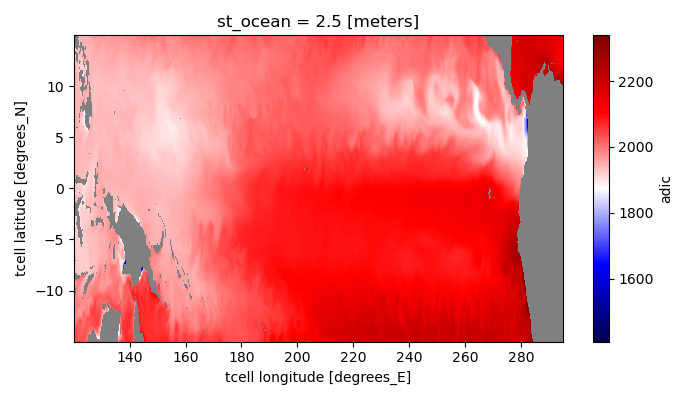 st_ocean = 2.5 [meters]
tcell latitude [degrees_N]
10
5
0
−5
−10
140 160 180 200 220 240 260 280
tcell longitude [degrees_E]
2200
2000
1800
1600
adic